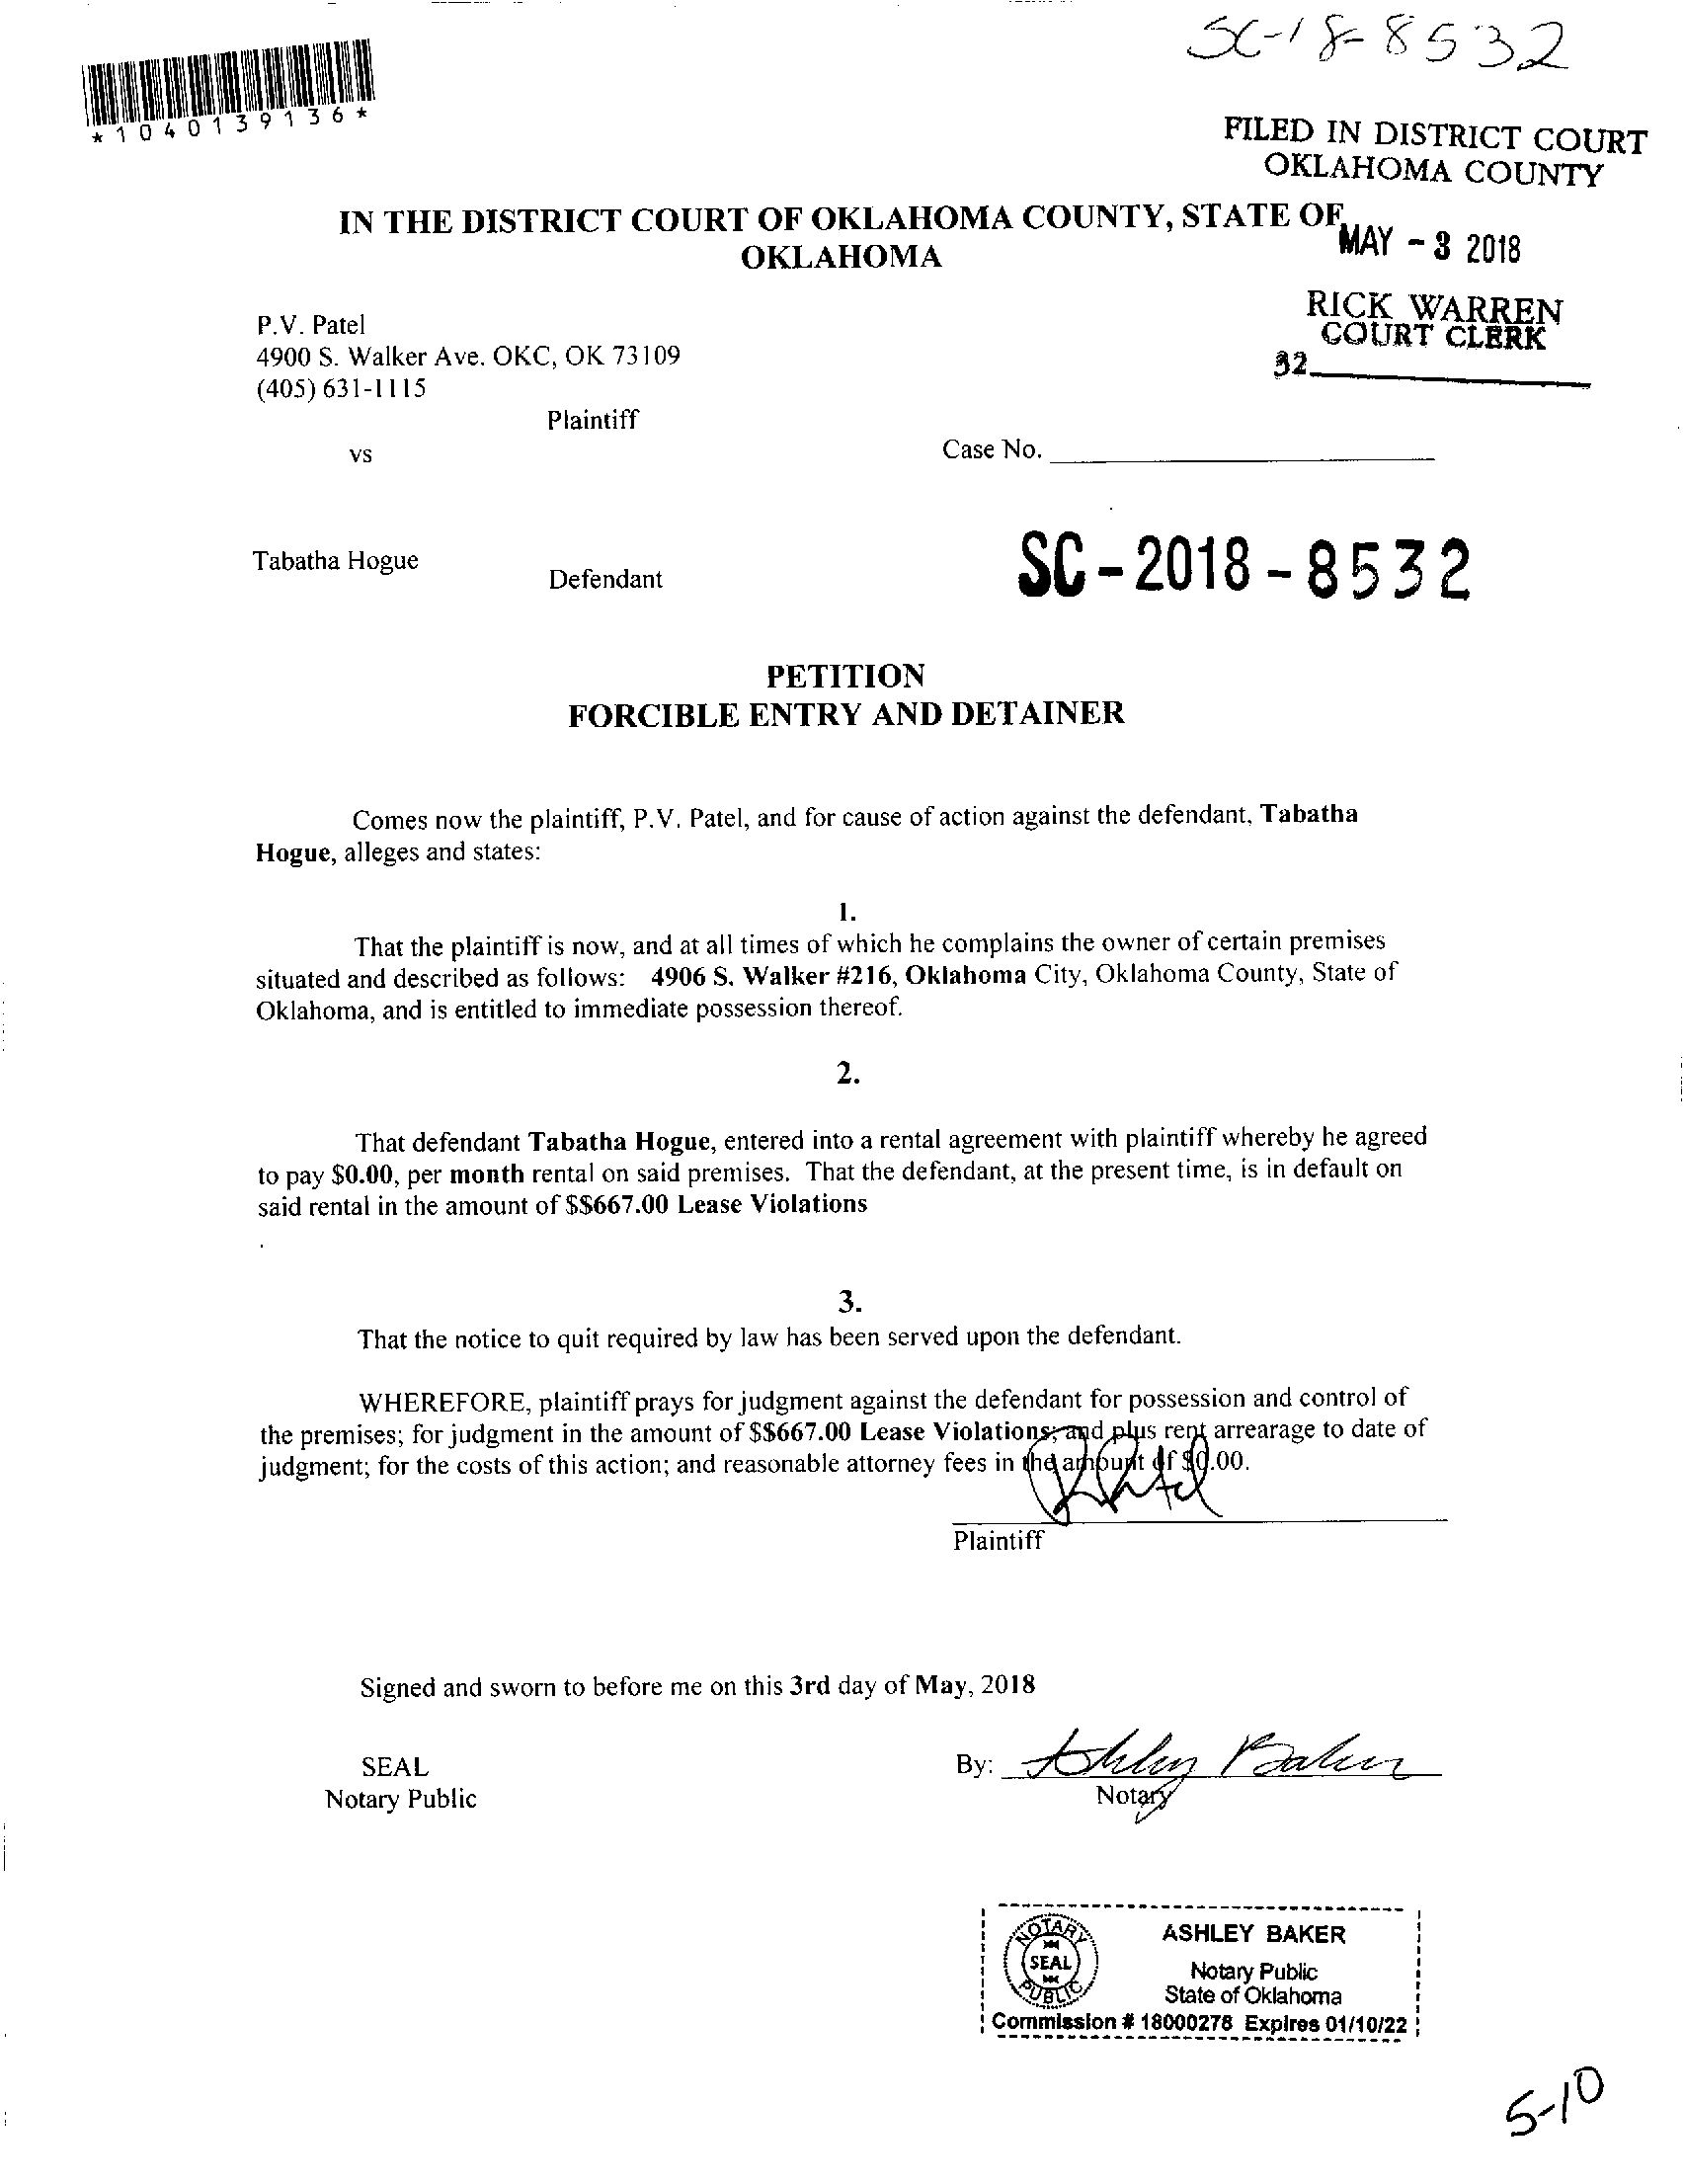 SC-18-8532
*1040139136*
FILED IN DISTRICT COURT
OKLAHOMA COUNTY
IN THE DISTRICT COURT OF OKLAHOMA COUNTY, STATE OF
OKLAHOMA
MAY - 3 2018
RICK WARREN
COURT CLERK
32
P.V. Patel
4900 S. Walker Ave. OKC, OK 73109
(405) 631-1115
Plaintiff
vs
Case No.
Tabatha Hogue
Defendant
SC-2018-8532
PETITION
FORCIBLE ENTRY AND DETAINER
Comes now the plaintiff, P.V. Patel, and for cause of action against the defendant, Tabatha
Hogue, alleges and states:
1.
That the plaintiff is now, and at all times of which he complains the owner of certain premises
situated and described as follows: 4906 S. Walker #216, Oklahoma City, Oklahoma County, State of
Oklahoma, and is entitled to immediate possession thereof.
2.
That defendant Tabatha Hogue, entered into a rental agreement with plaintiff whereby he agreed
to pay $0.00, per month rental on said premises. That the defendant, at the present time, is in default on
said rental in the amount of $$667.00 Lease Violations
.
3.
That the notice to quit required by law has been served upon the defendant.
WHEREFORE, plaintiff prays for judgment against the defendant for possession and control of
the premises; for judgment in the amount of $$667.00 Lease Violations; and plus rent arrearage to date of
judgment; for the costs of this action; and reasonable attorney fees in the amount of $0.00.
Plaintiff
Signed and sworn to before me on this 3rd day of May, 2018
SEAL
Notary Public
By: Ashley Baker
Notary
NOTARY
SEAL
PUBLIC
ASHLEY BAKER
Notary Public
State of Oklahoma
Commission # 18000278 Expires 01/10/22
5-10